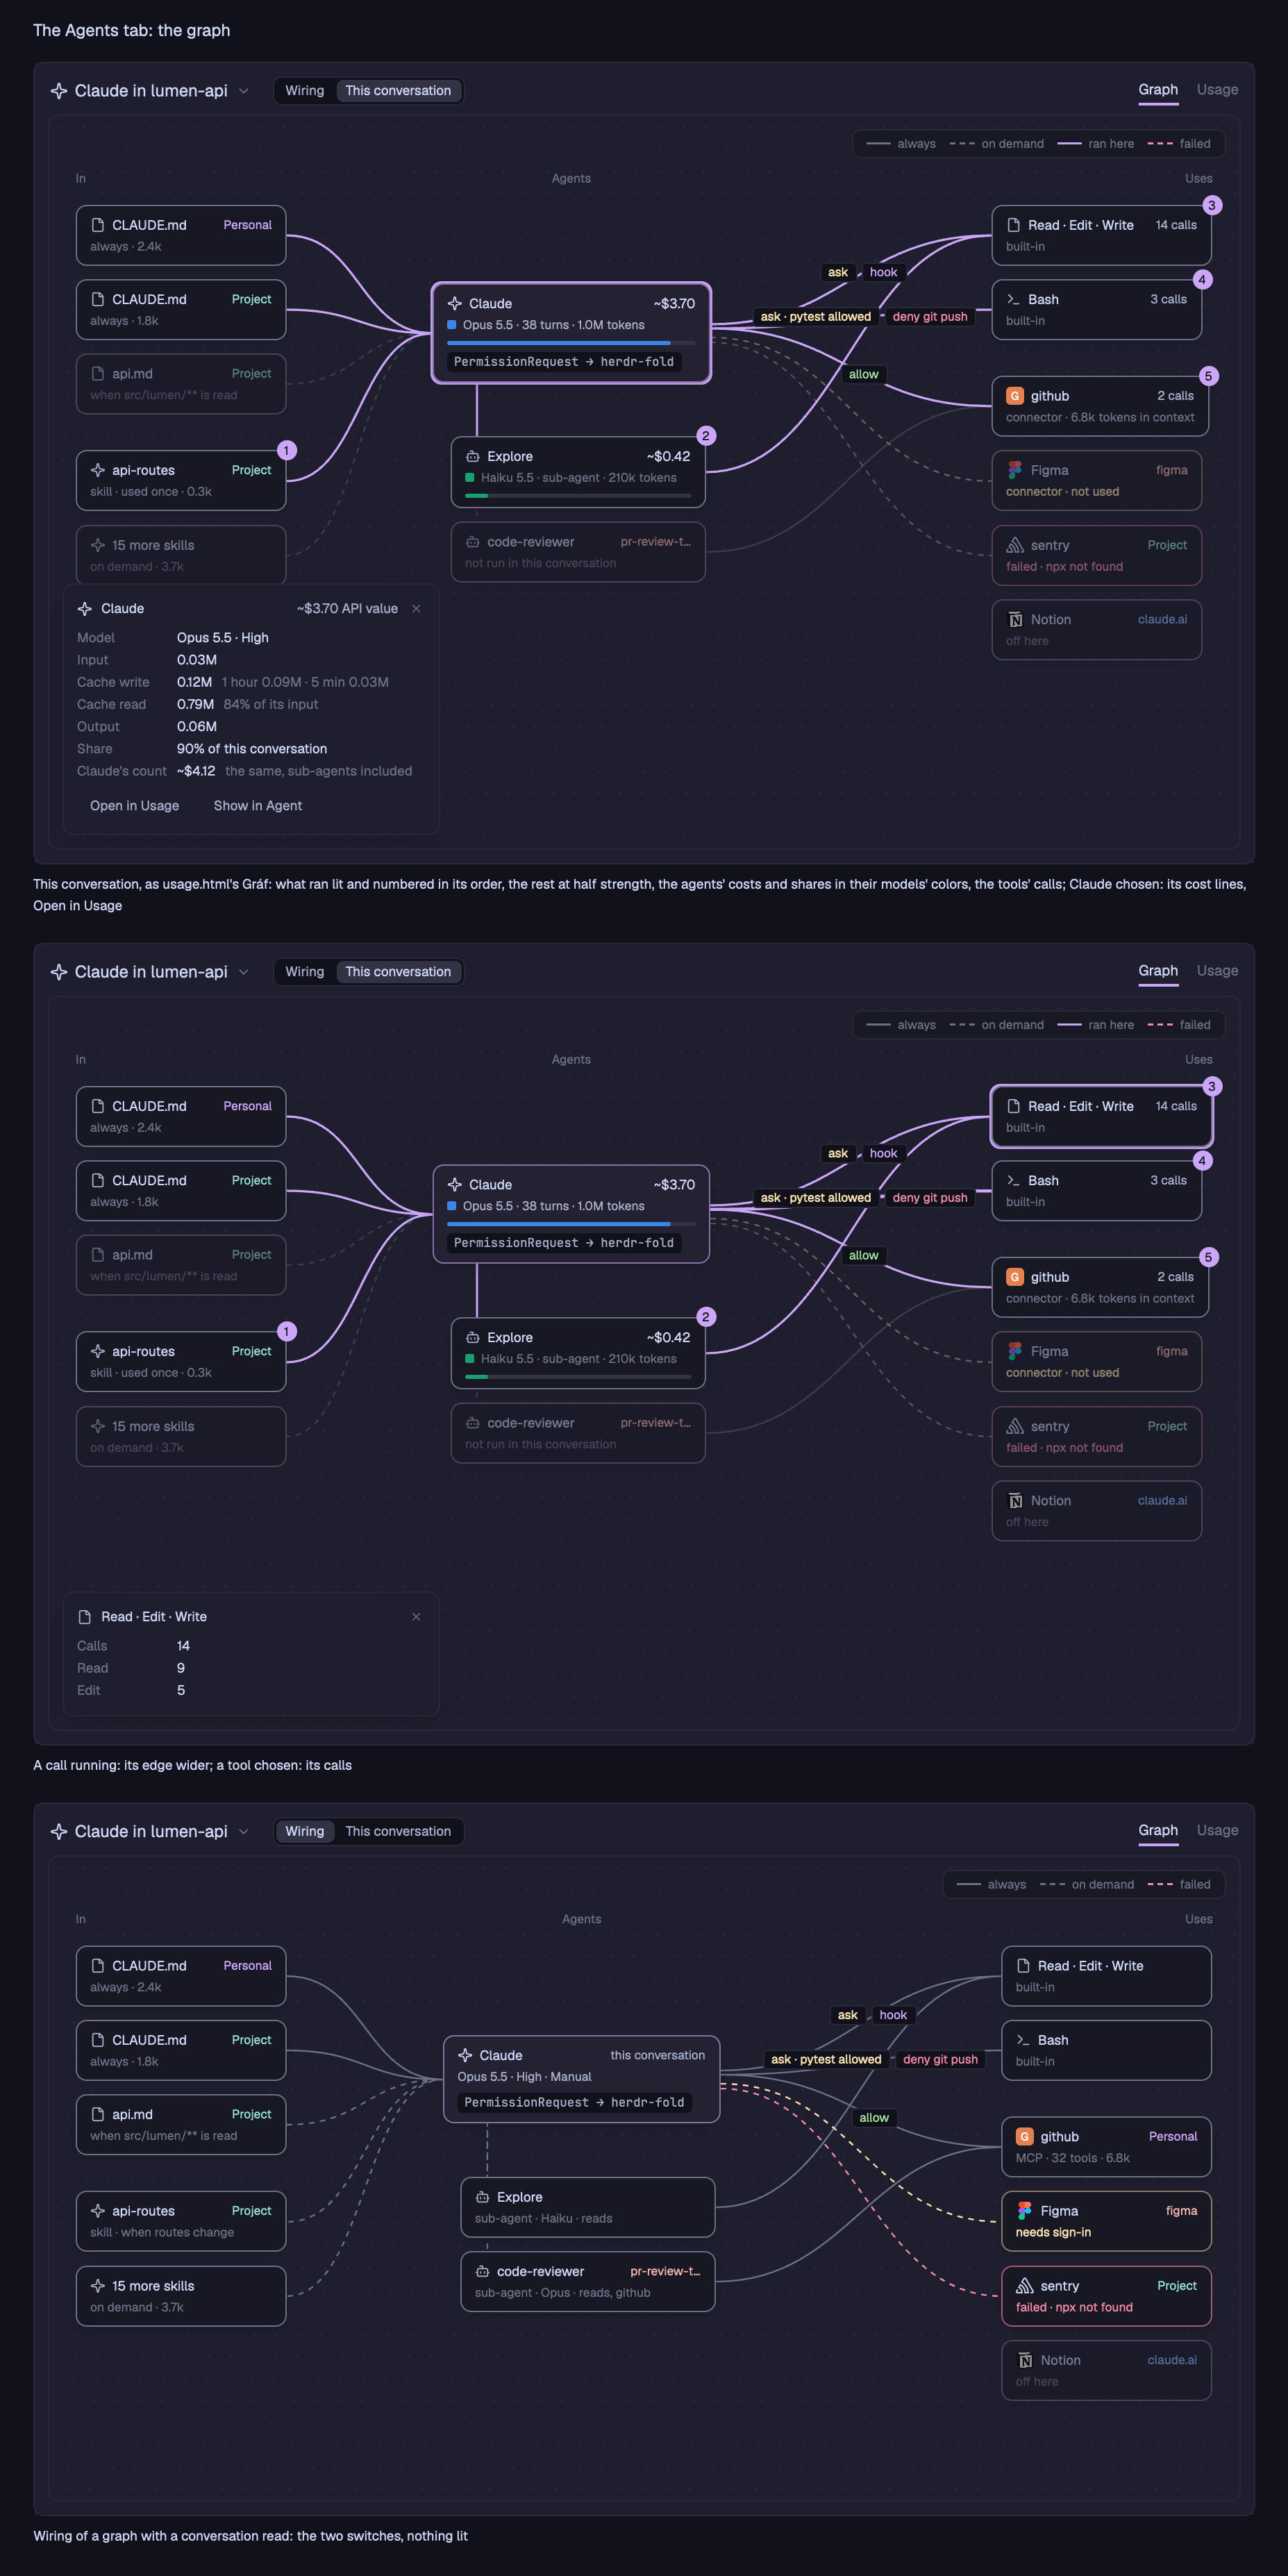 The Agents tab: the graph
Claude in lumen-api
Wiring
This conversation
Graph
Usage
always
on demand
ran here
failed
In
Agents
Uses
CLAUDE.md
Personal
always · 2.4k
CLAUDE.md
Project
always · 1.8k
api.md
Project
when src/lumen/** is read
1
api-routes
Project
skill · used once · 0.3k
15 more skills
on demand · 3.7k
Claude
~$3.70
Opus 5.5 · 38 turns · 1.0M tokens
PermissionRequest → herdr-fold
2
Explore
~$0.42
Haiku 5.5 · sub-agent · 210k tokens
code-reviewer
pr-review-t…
not run in this conversation
ask
hook
ask · pytest allowed
deny git push
allow
3
Read · Edit · Write
14 calls
built-in
4
Bash
3 calls
built-in
5
G
github
2 calls
connector · 6.8k tokens in context
Figma
figma
connector · not used
sentry
Project
failed · npx not found
Notion
claude.ai
off here
Claude
~$3.70 API value
Model
Opus 5.5 · High
Input
0.03M
Cache write
0.12M
1 hour 0.09M · 5 min 0.03M
Cache read
0.79M
84% of its input
Output
0.06M
Share
90% of this conversation
Claude's count
~$4.12
the same, sub-agents included
Open in Usage
Show in Agent
This conversation, as usage.html's Gráf: what ran lit and numbered in its order, the rest at half strength, the agents' costs and shares in their models' colors, the tools' calls; Claude chosen: its cost lines,
Open in Usage
Claude in lumen-api
Wiring
This conversation
Graph
Usage
always
on demand
ran here
failed
In
Agents
Uses
CLAUDE.md
Personal
always · 2.4k
CLAUDE.md
Project
always · 1.8k
api.md
Project
when src/lumen/** is read
1
api-routes
Project
skill · used once · 0.3k
15 more skills
on demand · 3.7k
Claude
~$3.70
Opus 5.5 · 38 turns · 1.0M tokens
PermissionRequest → herdr-fold
2
Explore
~$0.42
Haiku 5.5 · sub-agent · 210k tokens
code-reviewer
pr-review-t…
not run in this conversation
ask
hook
ask · pytest allowed
deny git push
allow
3
Read · Edit · Write
14 calls
built-in
4
Bash
3 calls
built-in
5
G
github
2 calls
connector · 6.8k tokens in context
Figma
figma
connector · not used
sentry
Project
failed · npx not found
Notion
claude.ai
off here
Read · Edit · Write
Calls
14
Read
9
Edit
5
A call running: its edge wider; a tool chosen: its calls
Claude in lumen-api
Wiring
This conversation
Graph
Usage
always
on demand
failed
In
Agents
Uses
CLAUDE.md
Personal
always · 2.4k
CLAUDE.md
Project
always · 1.8k
api.md
Project
when src/lumen/** is read
api-routes
Project
skill · when routes change
15 more skills
on demand · 3.7k
Claude
this conversation
Opus 5.5 · High · Manual
PermissionRequest → herdr-fold
Explore
sub-agent · Haiku · reads
code-reviewer
pr-review-t…
sub-agent · Opus · reads, github
ask
hook
ask · pytest allowed
deny git push
allow
Read · Edit · Write
built-in
Bash
built-in
G
github
Personal
MCP · 32 tools · 6.8k
Figma
figma
needs sign-in
sentry
Project
failed · npx not found
Notion
claude.ai
off here
Wiring of a graph with a conversation read: the two switches, nothing lit